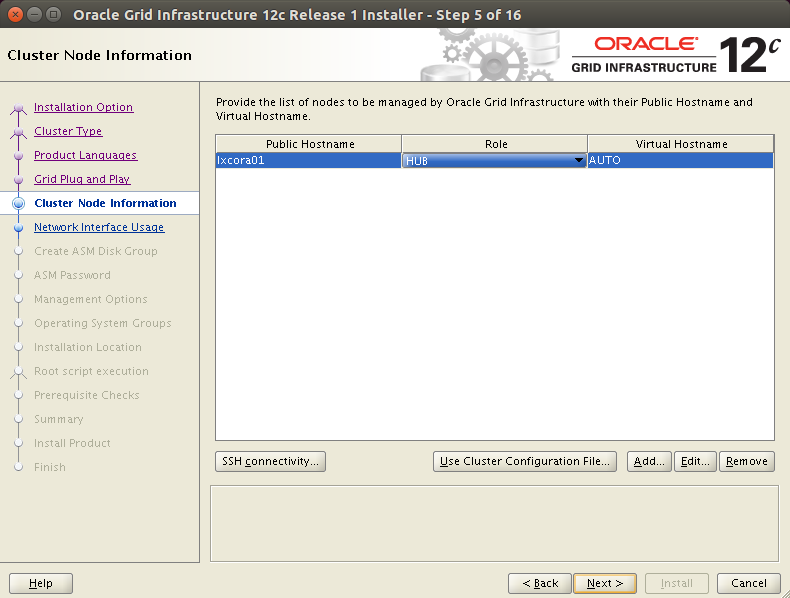 Oracle Grid Infrastructure 12c Release 1 Installer - Step 5 of 16
Cluster Node Information
ORACLE
GRID INFRASTRUCTURE 12c
Installation Option
Cluster Type
Product Languages
Grid Plug and Play
Cluster Node Information
Network Interface Usage
Create ASM Disk Group
ASM Password
Management Options
Operating System Groups
Installation Location
Root script execution
Prerequisite Checks
Summary
Install Product
Finish
Provide the list of nodes to be managed by Oracle Grid Infrastructure with their Public Hostname and
Virtual Hostname.
Public Hostname Role Virtual Hostname
lxcora01 HUB AUTO
SSH connectivity... Use Cluster Configuration File... Add... Edit... Remove
Help < Back Next > Install Cancel